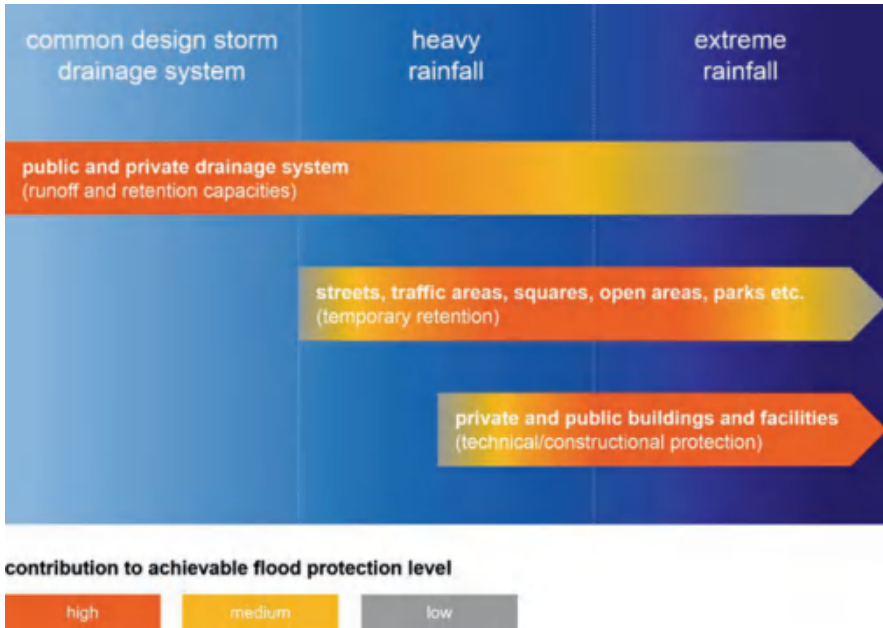 common design storm
drainage system
heavy
rainfall
extreme
rainfall
public and private drainage system
(runoff and retention capacities)
streets, traffic areas, squares, open areas, parks etc.
(temporary retention)
private and public buildings and facilities
(technical/constructional protection)
contribution to achievable flood protection level
high
medium
low